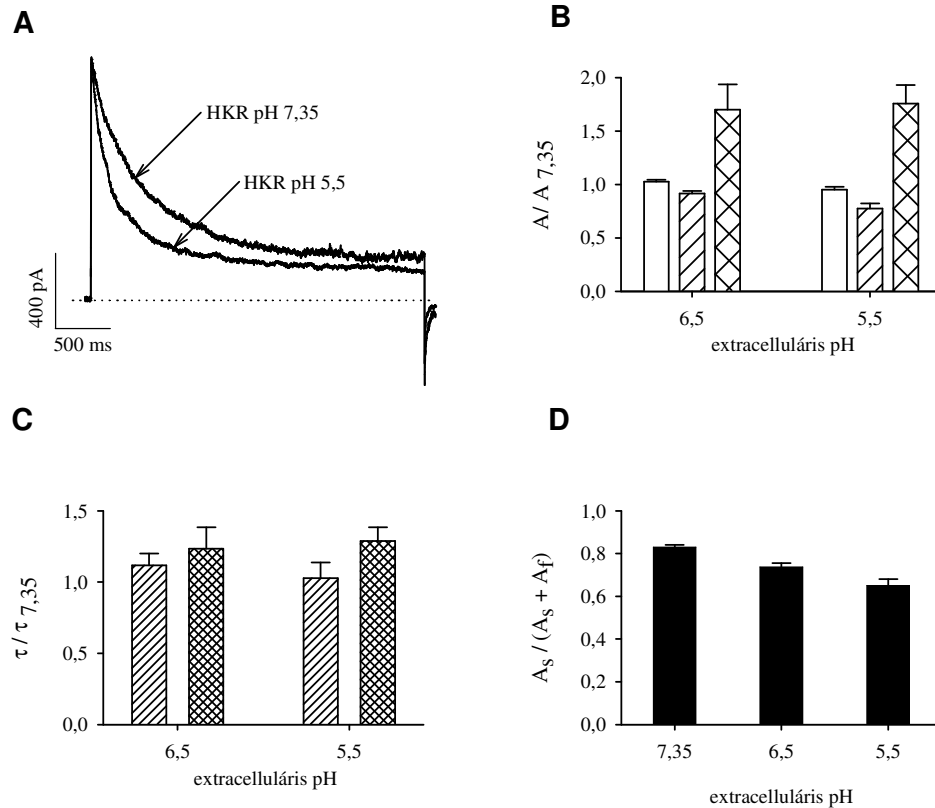 A
HKR pH 7,35
HKR pH 5,5
400 pA
500 ms
B
2,0
1,5
1,0
0,5
0,0
A/ A 7,35
6,5
5,5
extracelluláris pH
C
1,5
1,0
0,5
0,0
τ / τ 7,35
6,5
5,5
extracelluláris pH
D
1,0
0,8
0,6
0,4
0,2
0,0
As / (As + Af)
7,35
6,5
5,5
extracelluláris pH